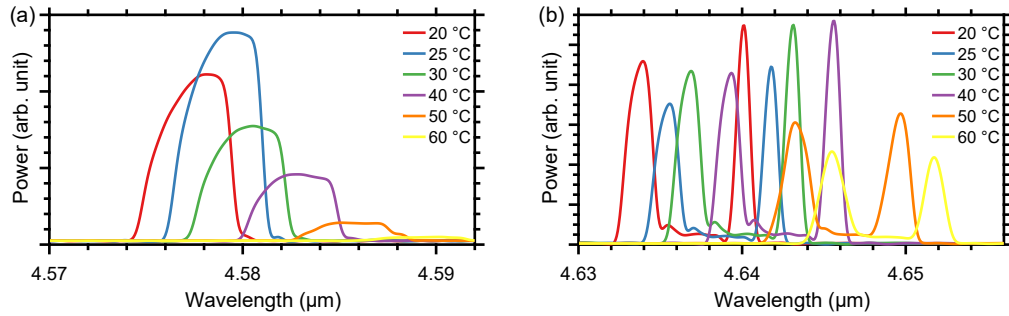 (a)
Power (arb. unit)
20 °C
25 °C
30 °C
40 °C
50 °C
60 °C
4.57
4.58
4.59
Wavelength (µm)
(b)
Power (arb. unit)
20 °C
25 °C
30 °C
40 °C
50 °C
60 °C
4.63
4.64
4.65
Wavelength (µm)